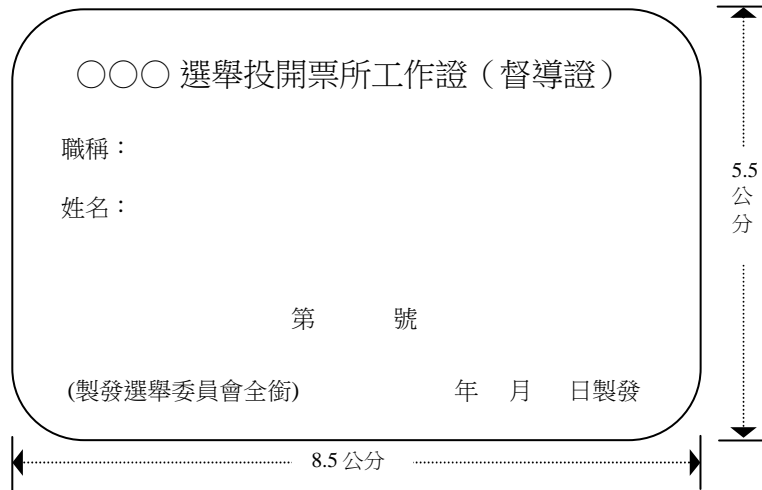 ○○○ 選舉投開票所工作證（督導證）
職稱：
姓名：
第　　　號
(製發選舉委員會全銜)　　　年　月　日製發
5.5
公
分
8.5 公分